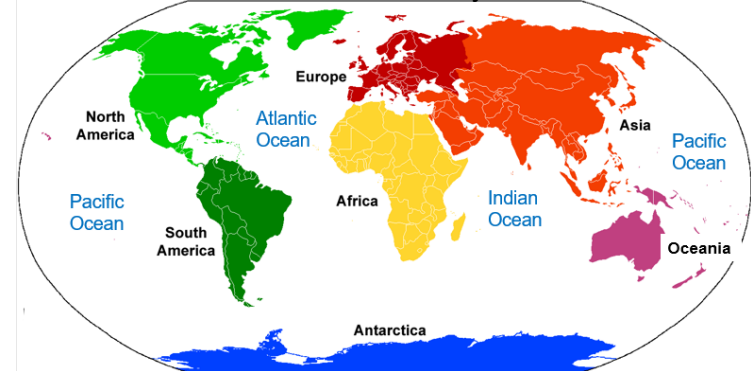 Europe
North
America
Atlantic
Ocean
Asia
Pacific
Ocean
Africa
Indian
Ocean
Pacific
Ocean
South
America
Oceania
Antarctica